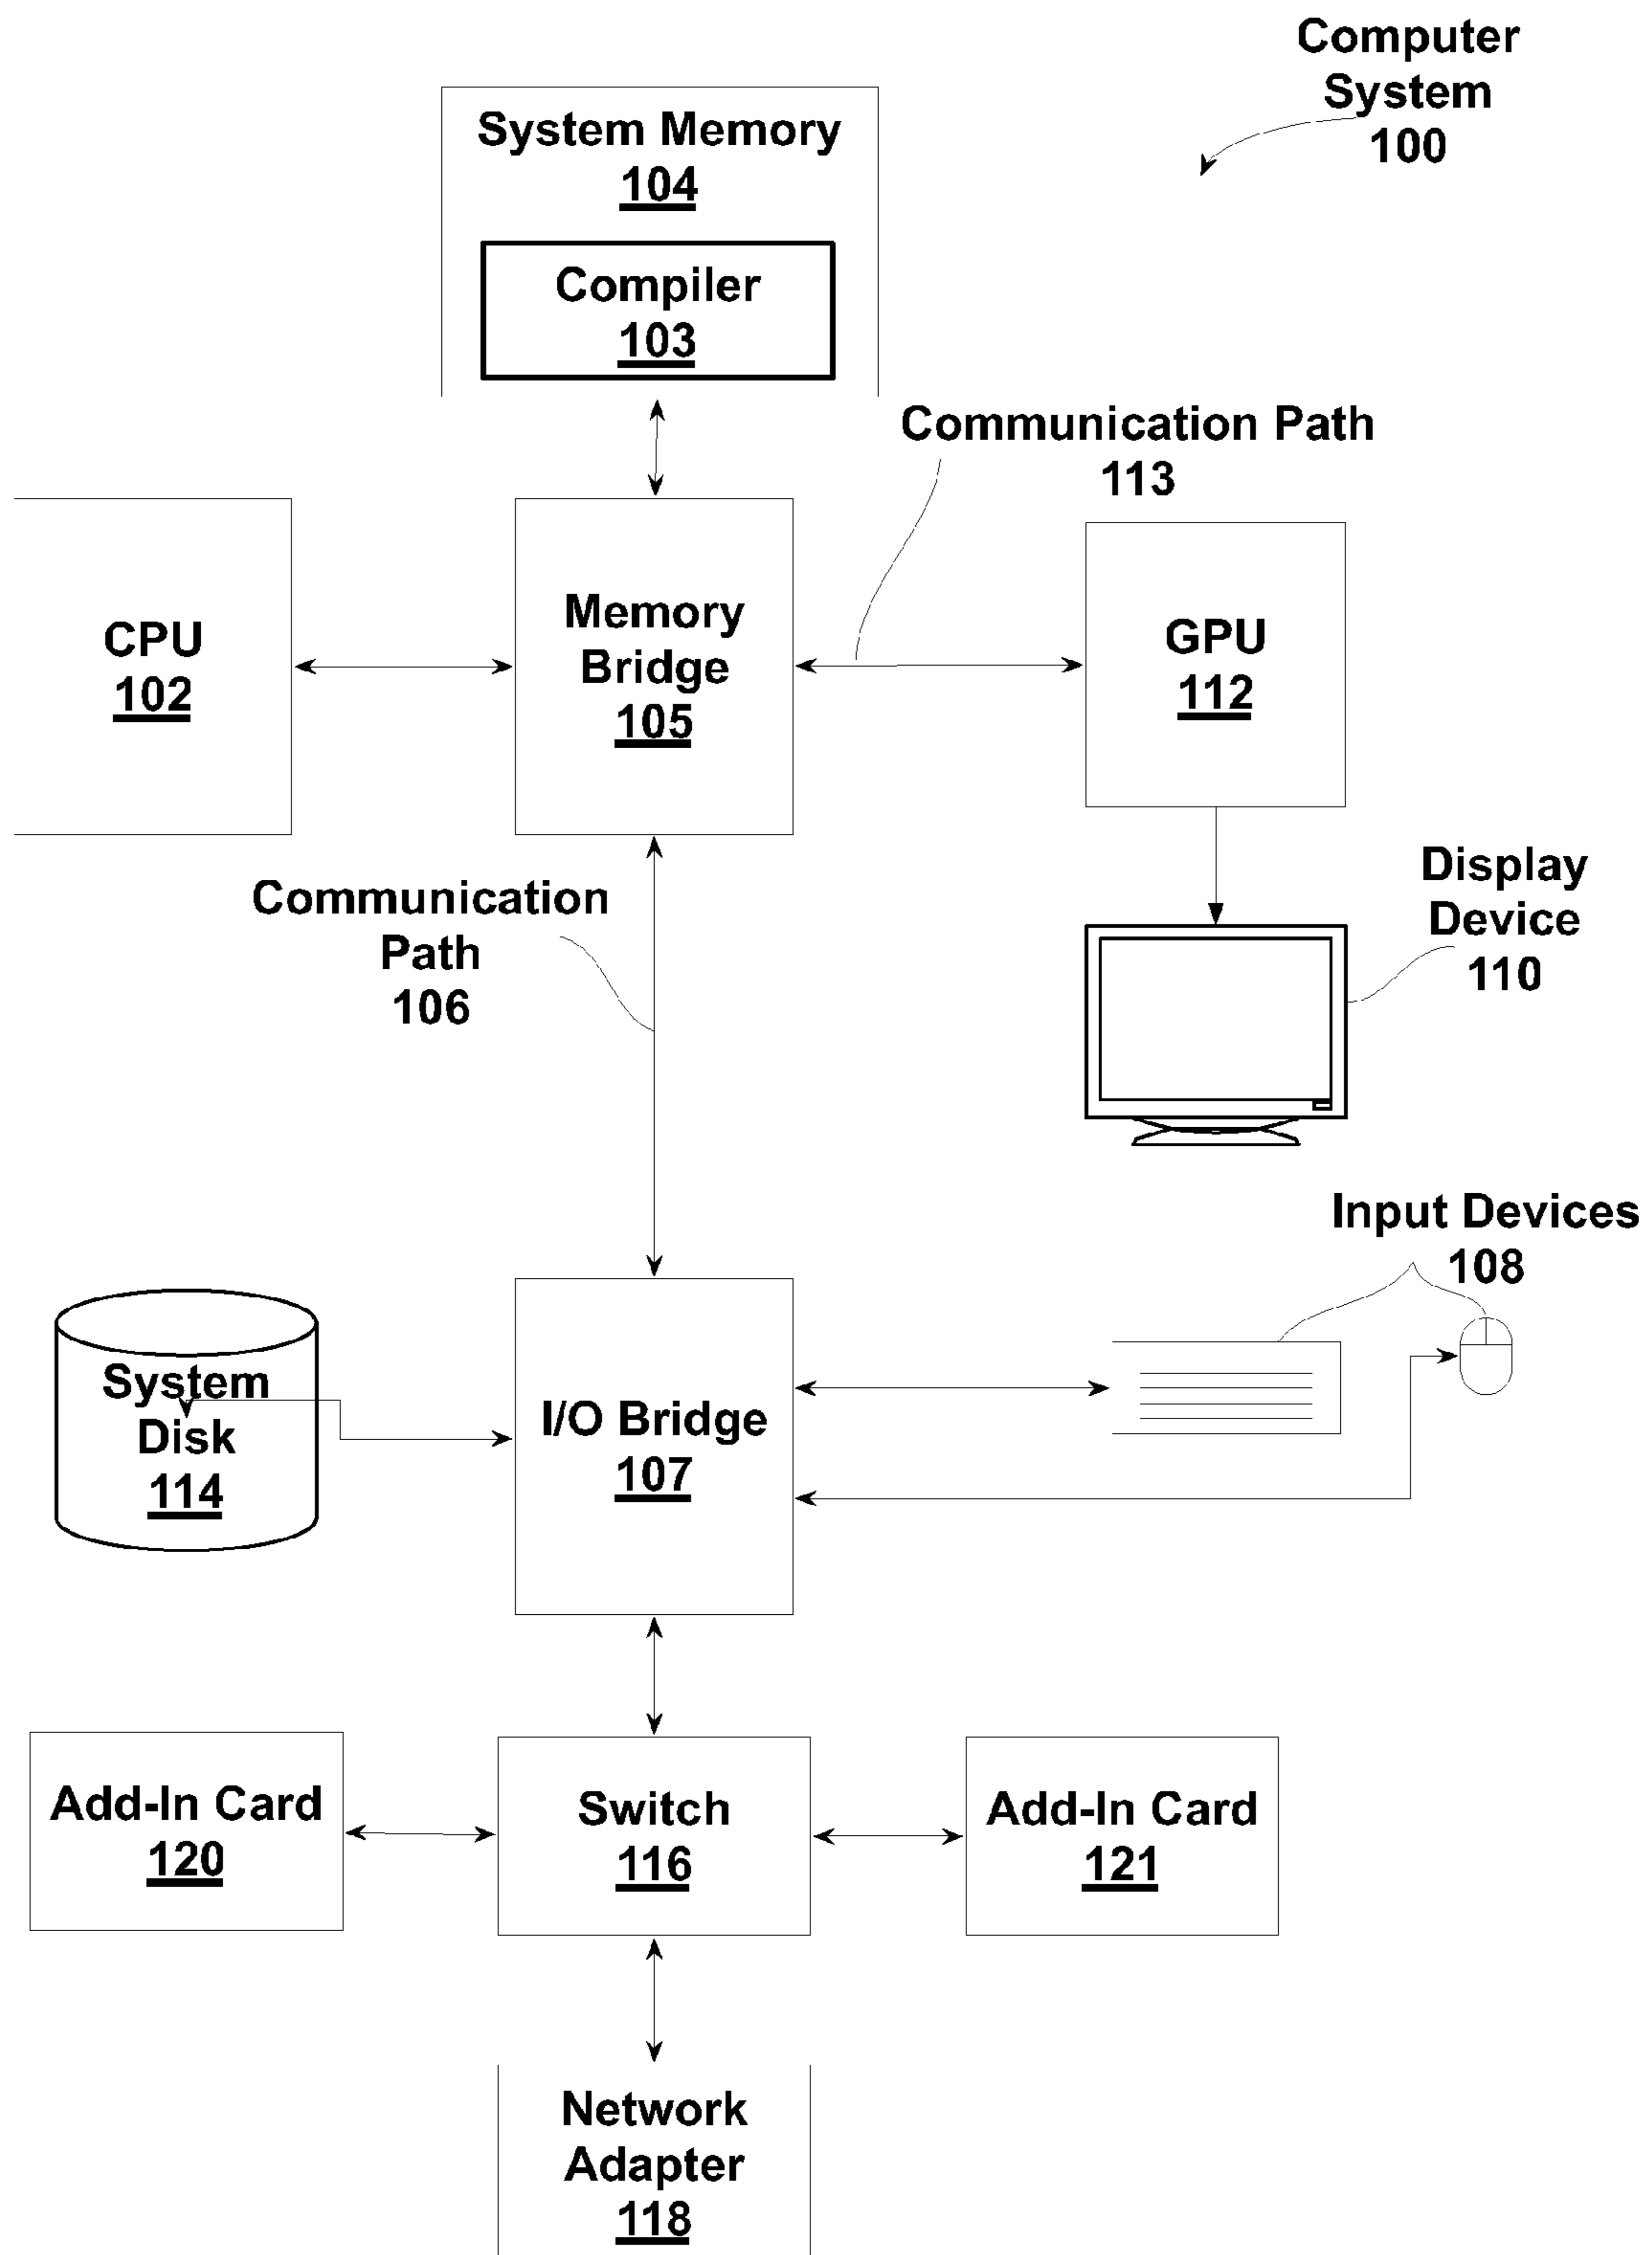 Computer
System
100
System Memory
104
Compiler
103
Communication Path
113
CPU
102
Memory
Bridge
105
GPU
112
Communication
Path
106
Display
Device
110
Input Devices
108
System
Disk
114
I/O Bridge
107
Add-In Card
120
Switch
116
Add-In Card
121
Network
Adapter
118